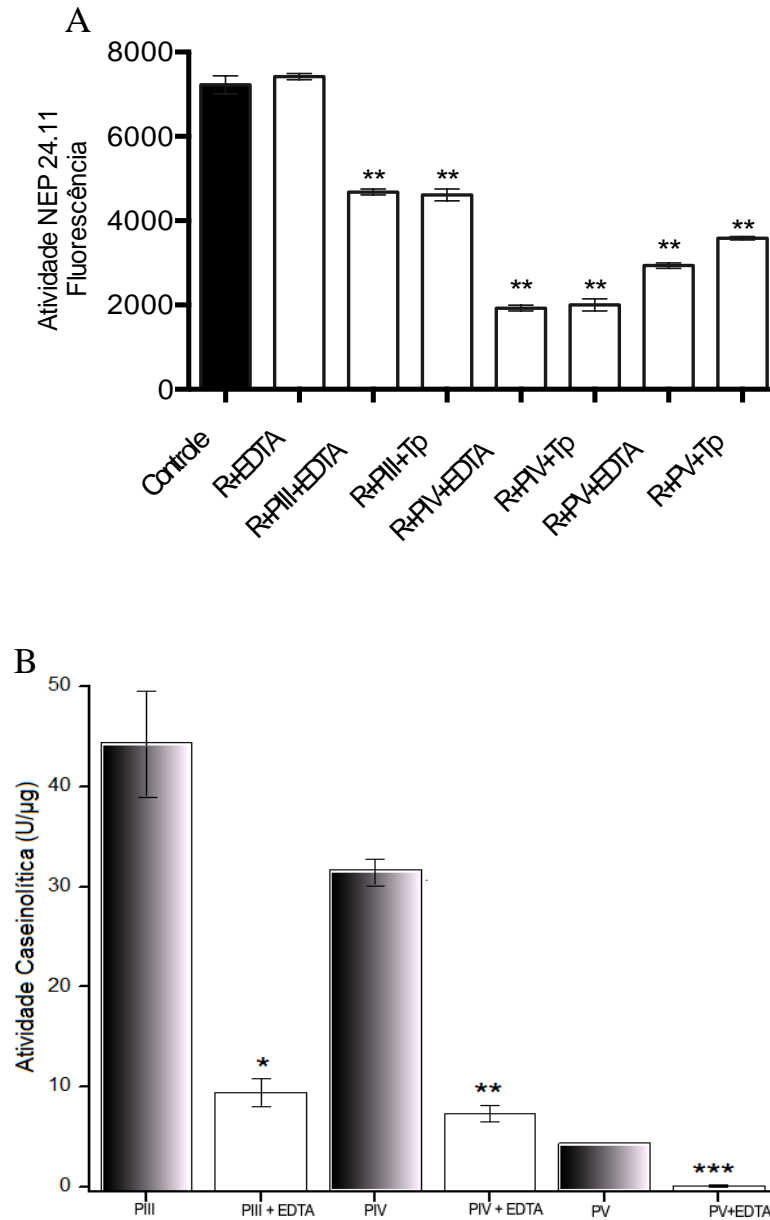 A
Atividade NEP 24.11
Fluorescência
8000
6000
4000
2000
0
**
**
**
**
**
**
Controle
R+EDTA
R+PIII+EDTA
R+PIII+Tp
R+PIV+EDTA
R+PIV+Tp
R+PV+EDTA
R+PV+Tp
B
Atividade Caseinolítica (U/µg)
50
40
30
20
10
0
*
**
***
PIII
PIII + EDTA
PIV
PIV + EDTA
PV
PV+EDTA